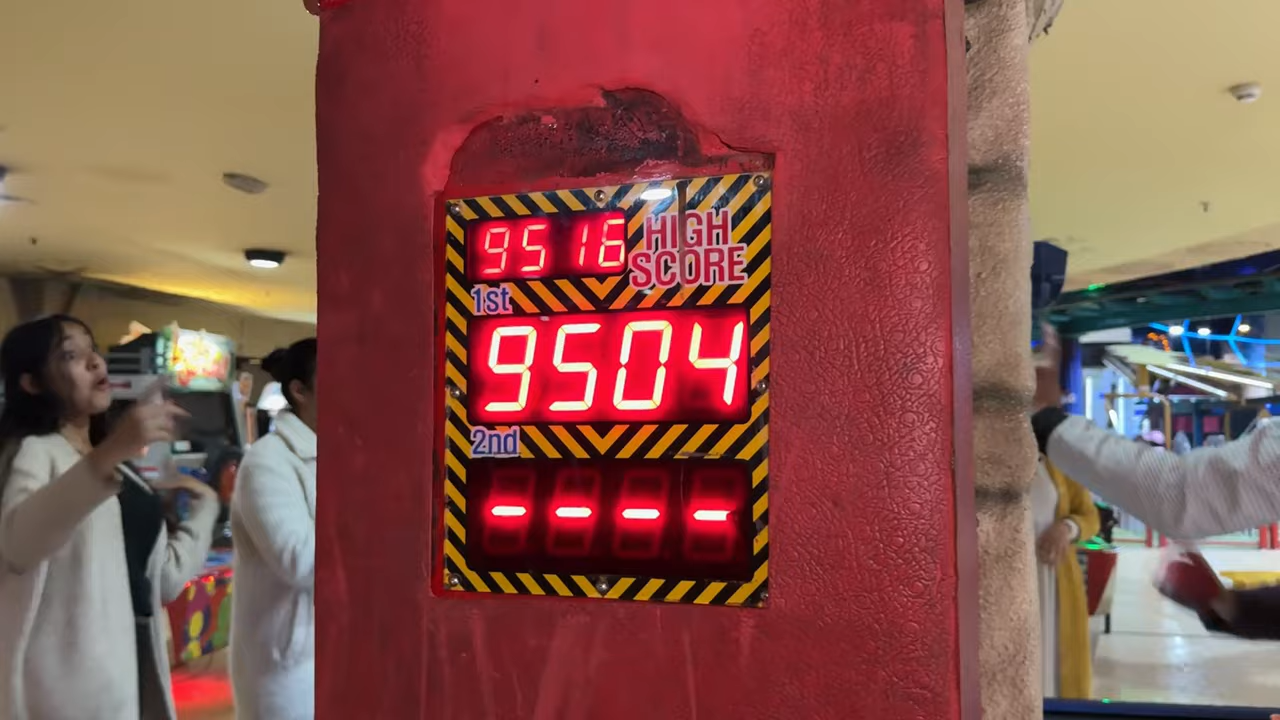 9516
HIGH
SCORE
1st
9504
2nd
----